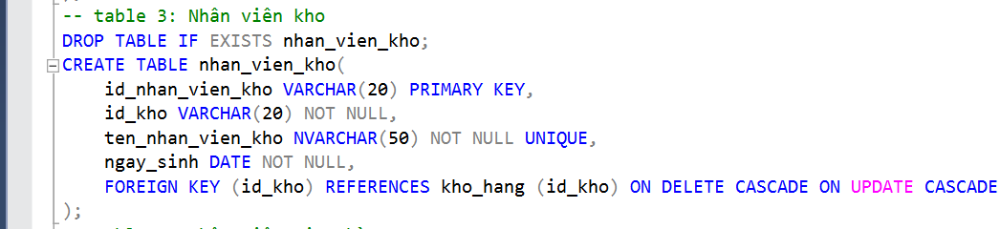 -- table 3: Nhân viên kho
DROP TABLE IF EXISTS nhan_vien_kho;
CREATE TABLE nhan_vien_kho(
id_nhan_vien_kho VARCHAR(20) PRIMARY KEY,
id_kho VARCHAR(20) NOT NULL,
ten_nhan_vien_kho NVARCHAR(50) NOT NULL UNIQUE,
ngay_sinh DATE NOT NULL,
FOREIGN KEY (id_kho) REFERENCES kho_hang (id_kho) ON DELETE CASCADE ON UPDATE CASCADE
);